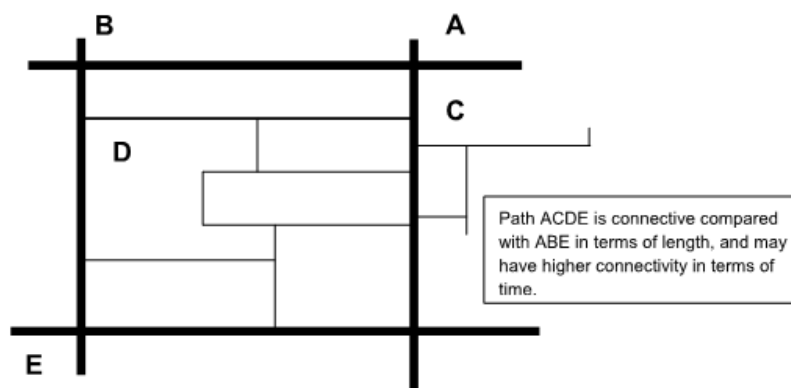 B
A
C
D
Path ACDE is connective compared
with ABE in terms of length, and may
have higher connectivity in terms of
time.
E